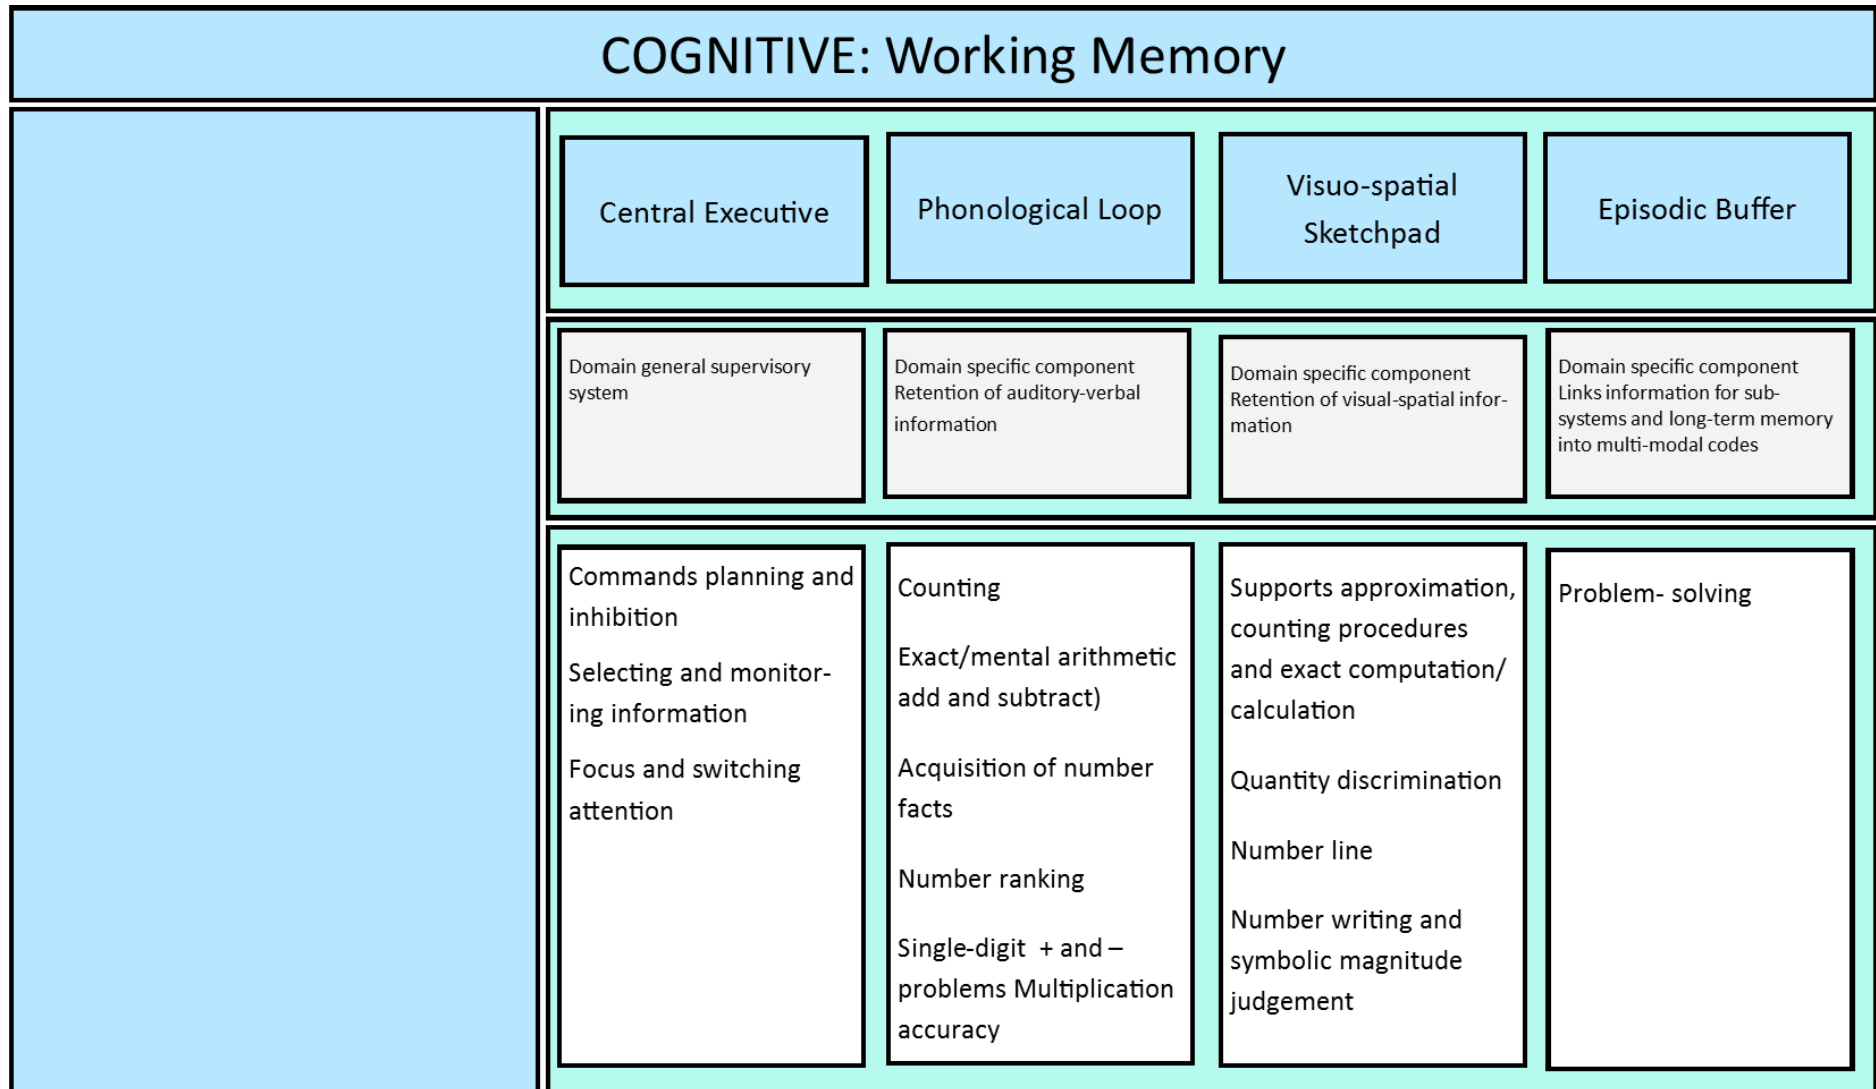 COGNITIVE: Working Memory
Central Executive
Phonological Loop
Visuo-spatial
Sketchpad
Episodic Buffer
Domain general supervisory
system
Domain specific component
Retention of auditory-verbal
information
Domain specific component
Retention of visual-spatial infor-
mation
Domain specific component
Links information for sub-
systems and long-term memory
into multi-modal codes
Commands planning and
inhibition
Selecting and monitor-
ing information
Focus and switching
attention
Counting
Exact/mental arithmetic
add and subtract)
Acquisition of number
facts
Number ranking
Single-digit  + and –
problems Multiplication
accuracy
Supports approximation,
counting procedures
and exact computation/
calculation
Quantity discrimination
Number line
Number writing and
symbolic magnitude
judgement
Problem- solving